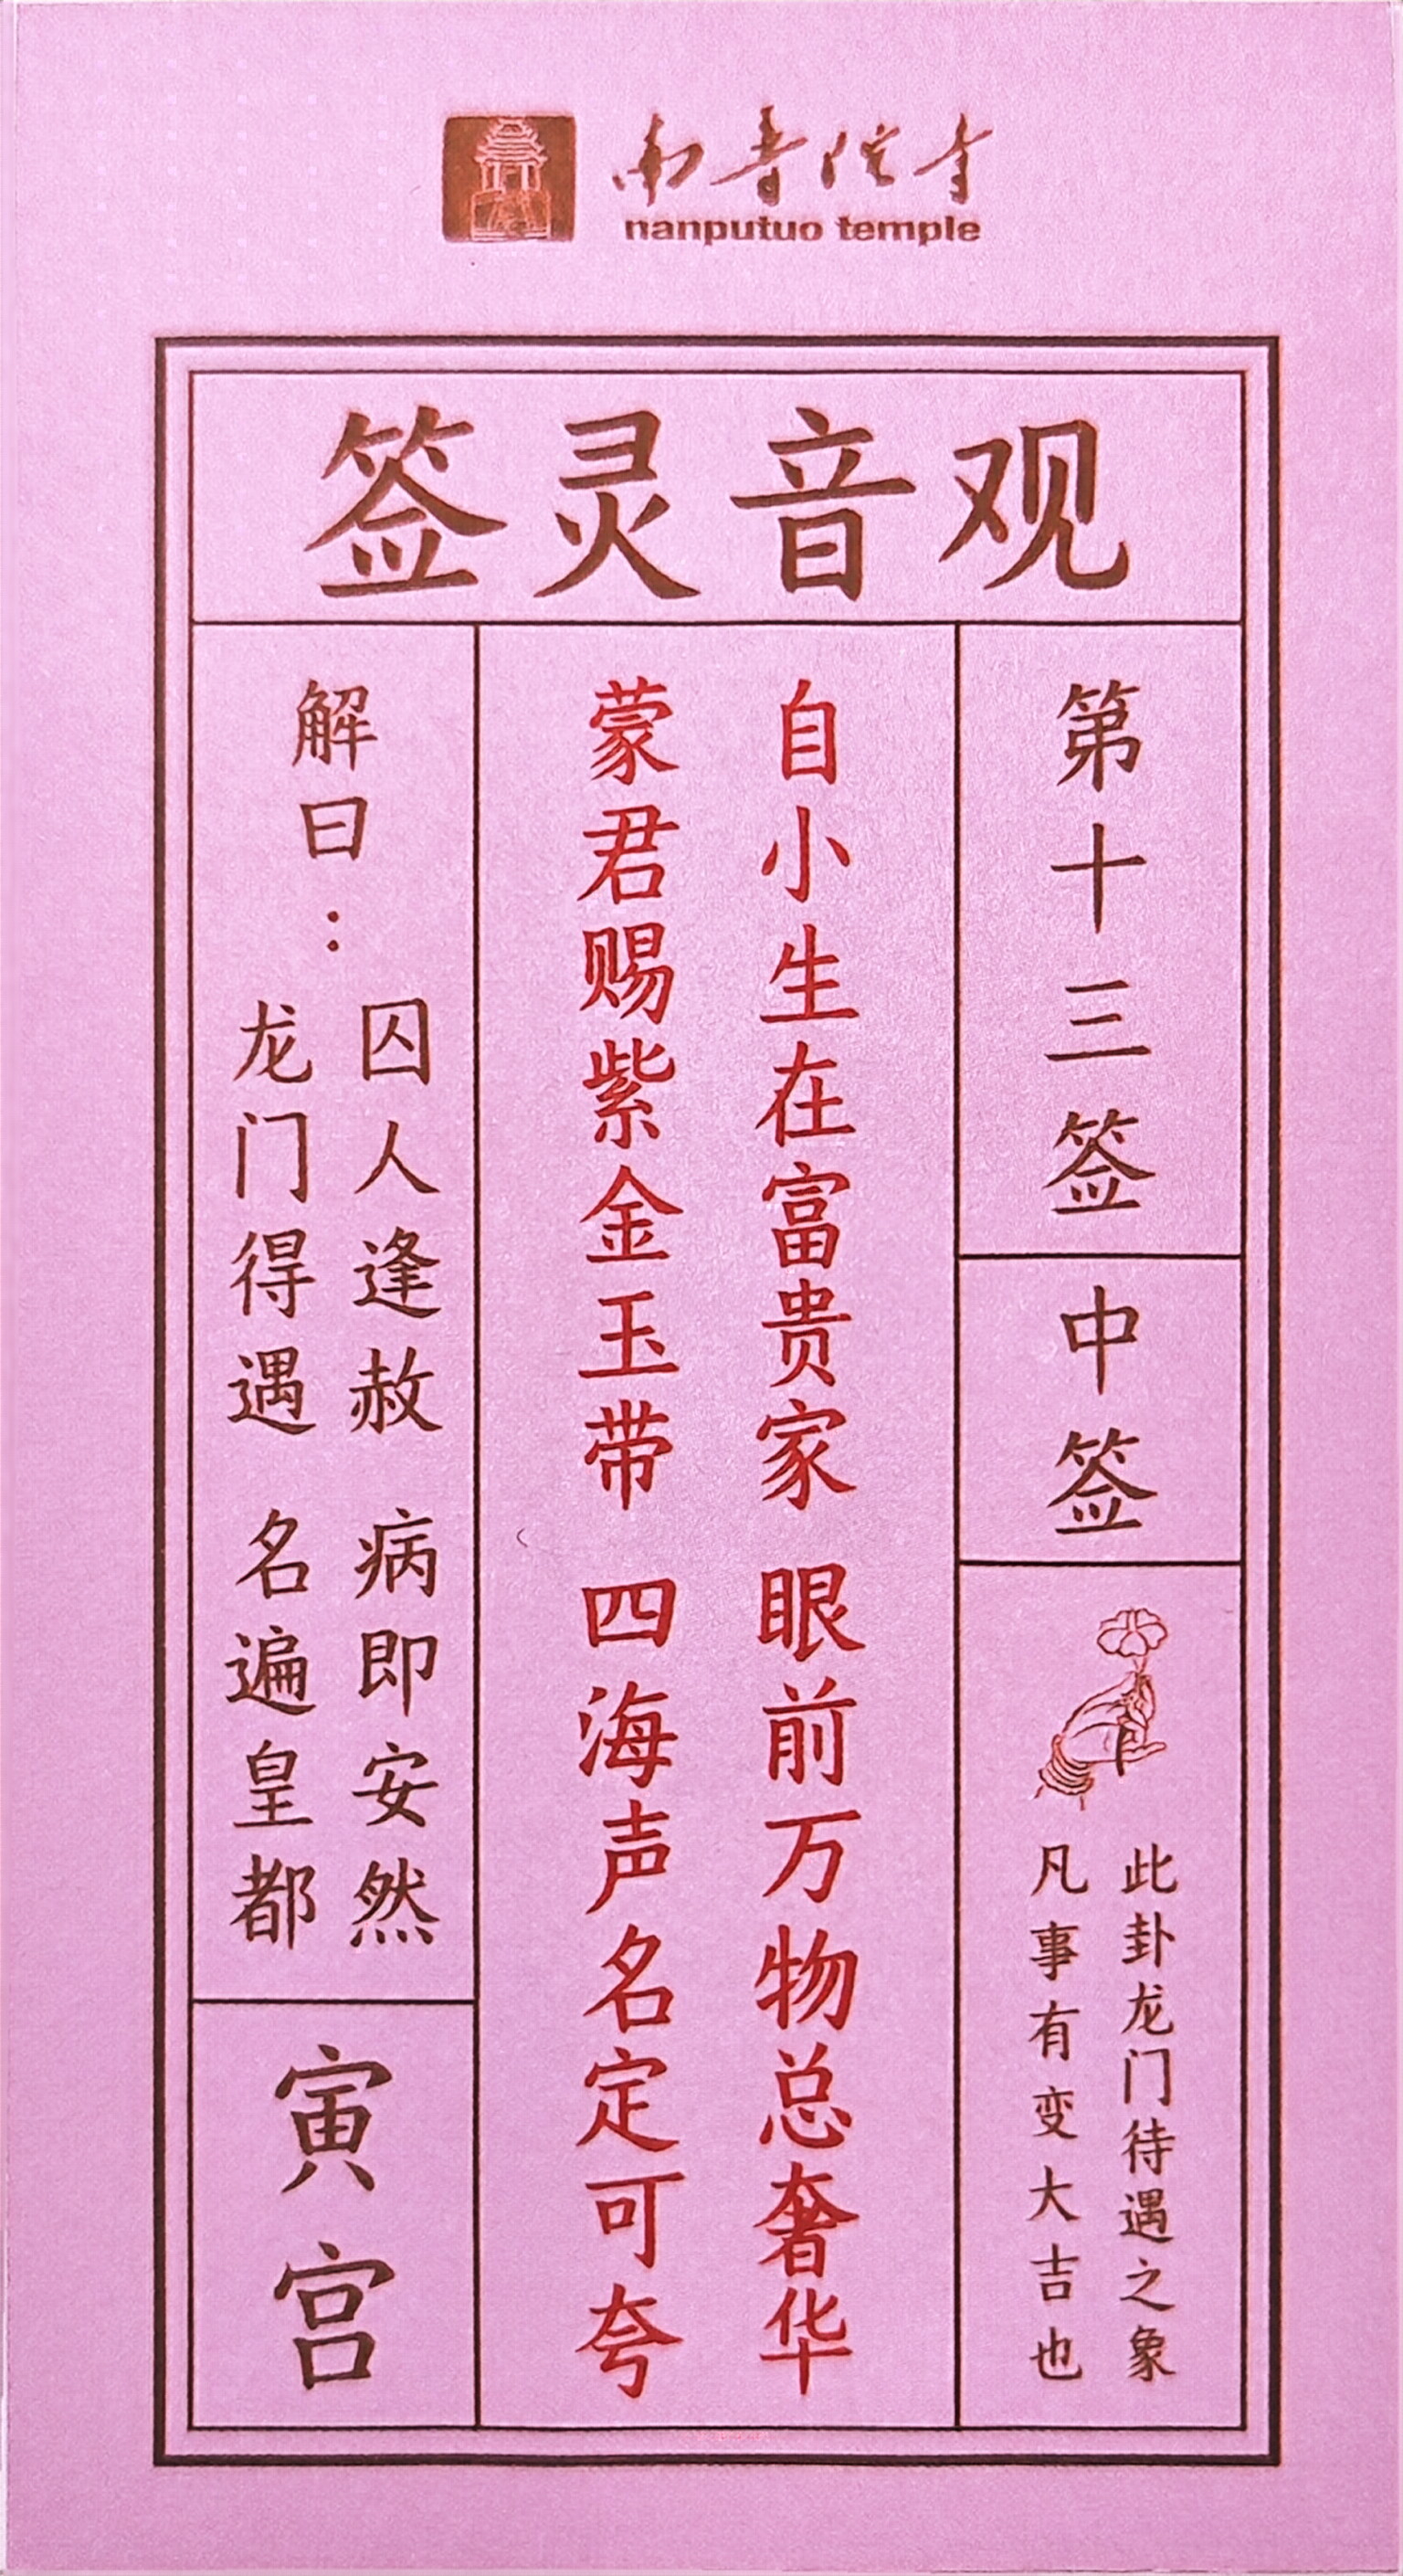 南普陀寺
nanputuo temple
观音灵签
第十三签
中签
此卦龙门待遇之象
凡事有变大吉也
自小生在富贵家 眼前万物总奢华
蒙君赐紫金玉带 四海声名定可夸
解曰：
囚人逢赦 病即安然
龙门得遇 名遍皇都
寅宫